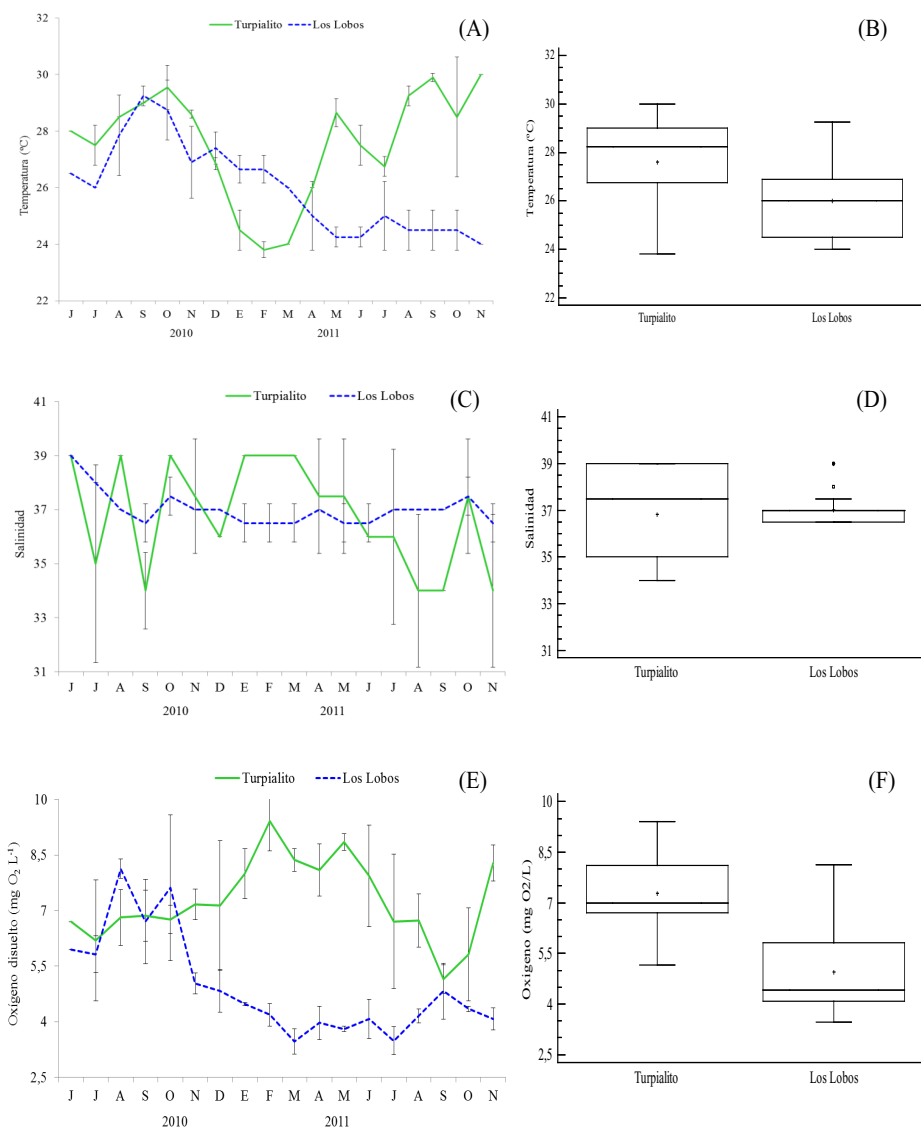 (A)
Turpialito Los Lobos
Temperatura (ºC)
32
30
28
26
24
22
J J A S O N D E F M A M J J A S O N
2010 2011
(B)
Temperatura (ºC)
32
30
28
26
24
22
Turpialito Los Lobos
(C)
Turpialito Los Lobos
Salinidad
41
39
37
35
33
31
J J A S O N D E F M A M J J A S O N
2010 2011
(D)
Salinidad
41
39
37
35
33
31
Turpialito Los Lobos
(E)
Turpialito Los Lobos
Oxígeno disuelto (mg O₂ L⁻¹)
10
8,5
7
5,5
4
2,5
J J A S O N D E F M A M J J A S O N
2010 2011
(F)
Oxígeno (mg O2/L)
10
8,5
7
5,5
4
2,5
Turpialito Los Lobos